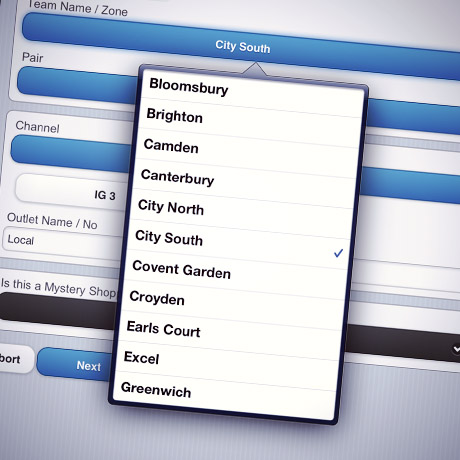 Team Name / Zone
City South
Pair
Bloomsbury
Brighton
Camden
Channel
Canterbury
IG 3
City North
Outlet Name / No
City South
Local
Covent Garden
Is this a Mystery Shop
Croyden
Earls Court
Next
Excel
Greenwich